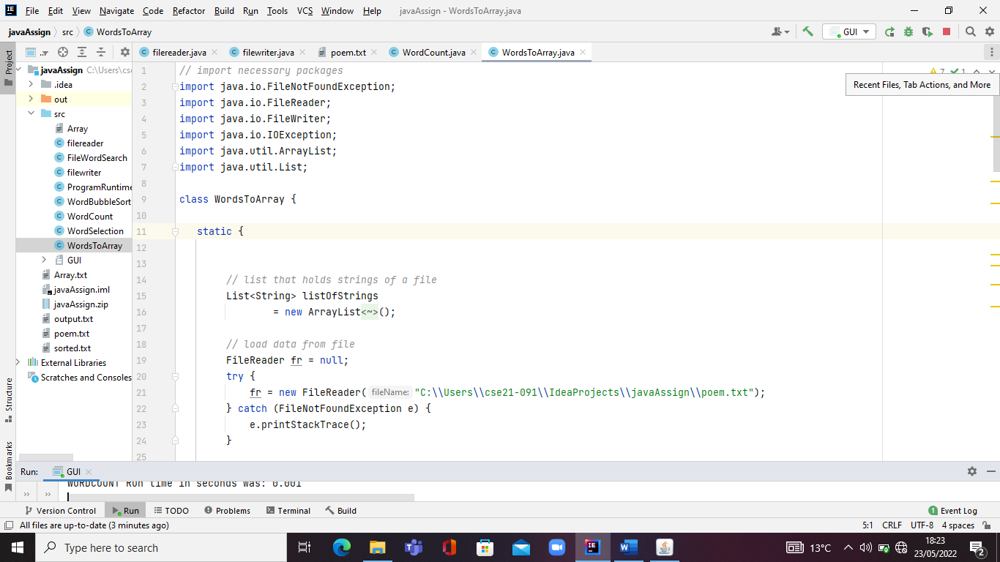 File Edit View Navigate Code Refactor Build Run Tools VCS Window Help javaAssign - WordsToArray.java
javaAssign src WordsToArray GUI
Project
filereader.java filewriter.java poem.txt WordCount.java WordsToArray.java
javaAssign C:\Users\cs
.idea
out
src
Array
filereader
FileWordSearch
filewriter
ProgramRuntime
WordBubbleSort
WordCount
WordSelection
WordsToArray
GUI
Array.txt
javaAssign.iml
javaAssign.zip
output.txt
poem.txt
sorted.txt
External Libraries
Scratches and Consoles
Structure
Bookmarks
7 1
Recent Files, Tab Actions, and More
1 // import necessary packages
2 import java.io.FileNotFoundException;
3 import java.io.FileReader;
4 import java.io.FileWriter;
5 import java.io.IOException;
6 import java.util.ArrayList;
7 import java.util.List;
8
9 class WordsToArray {
10
11 static {
12
13
14 // list that holds strings of a file
15 List<String> listOfStrings
16 = new ArrayList<~>();
17
18 // load data from file
19 FileReader fr = null;
20 try {
21 fr = new FileReader( fileName: "C:\\Users\\cse21-091\\IdeaProjects\\javaAssign\\poem.txt");
22 } catch (FileNotFoundException e) {
23 e.printStackTrace();
24 }
25
Run: GUI
WORDCOUNT Run time in seconds was: 0.001
Version Control Run TODO Problems Terminal Build 1 Event Log
All files are up-to-date (3 minutes ago) 5:1 CRLF UTF-8 4 spaces
Type here to search
13°C
18:23
23/05/2022
2